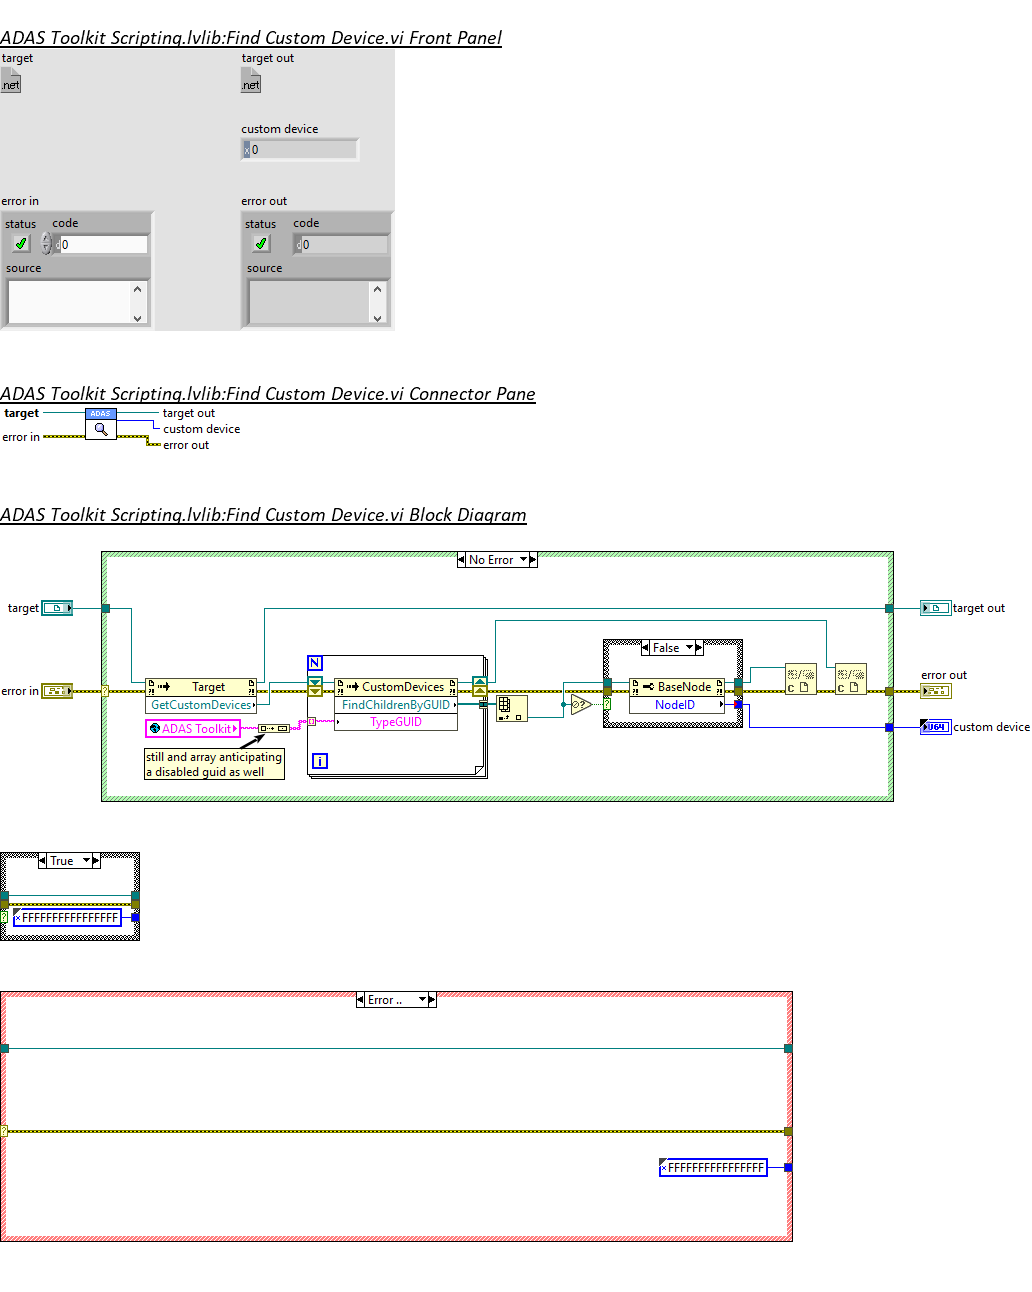 ADAS Toolkit Scripting.lvlib:Find Custom Device.vi Front Panel
target
target out
.net
.net
custom device
x 0
error in
error out
status
code
status
code
d 0
d 0
source
source
ADAS Toolkit Scripting.lvlib:Find Custom Device.vi Connector Pane
target
ADAS
target out
custom device
error in
error out
ADAS Toolkit Scripting.lvlib:Find Custom Device.vi Block Diagram
No Error
target
target out
False
N
error in
Target
CustomDevices
BaseNode
error out
GetCustomDevices
FindChildrenByGUID
NodeID
C
C
ADAS Toolkit
TypeGUID
U64
custom device
still and array anticipating
a disabled guid as well
i
True
? x FFFFFFFFFFFFFFFF
Error ..
?
x FFFFFFFFFFFFFFFF